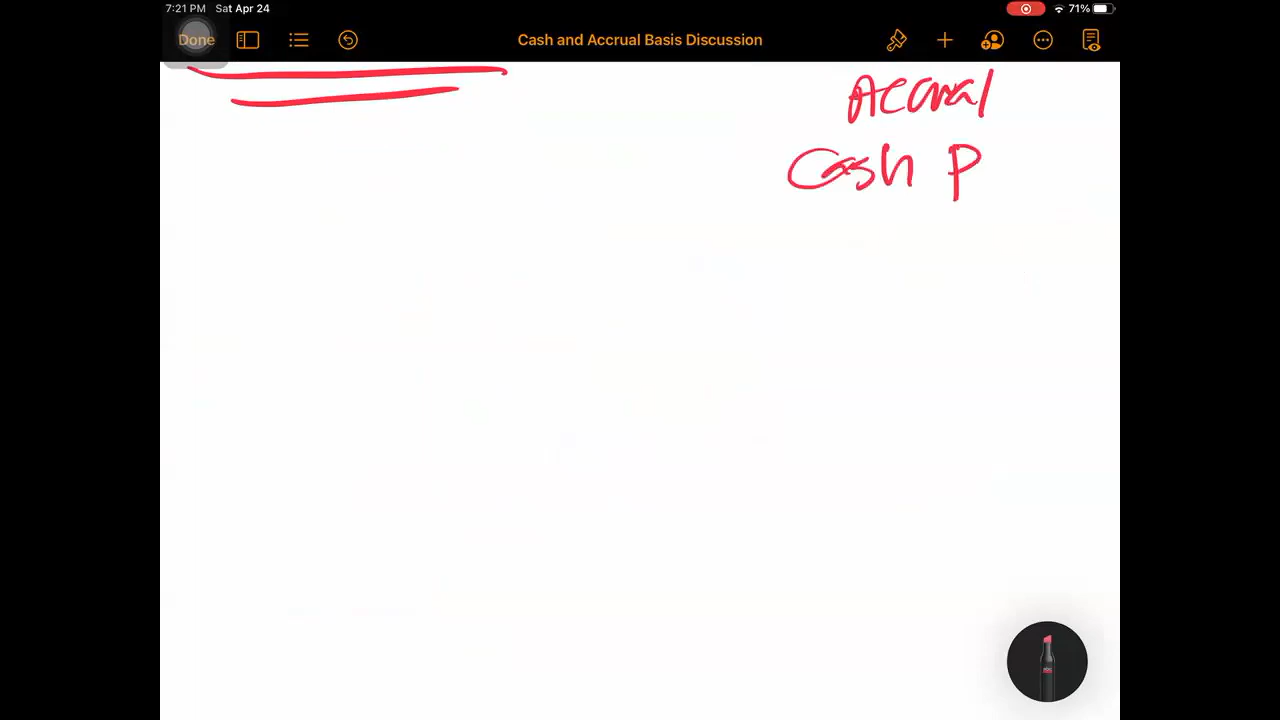 7:21 PM Sat Apr 24 71%
Done Cash and Accrual Basis Discussion
Accrual
Cash P